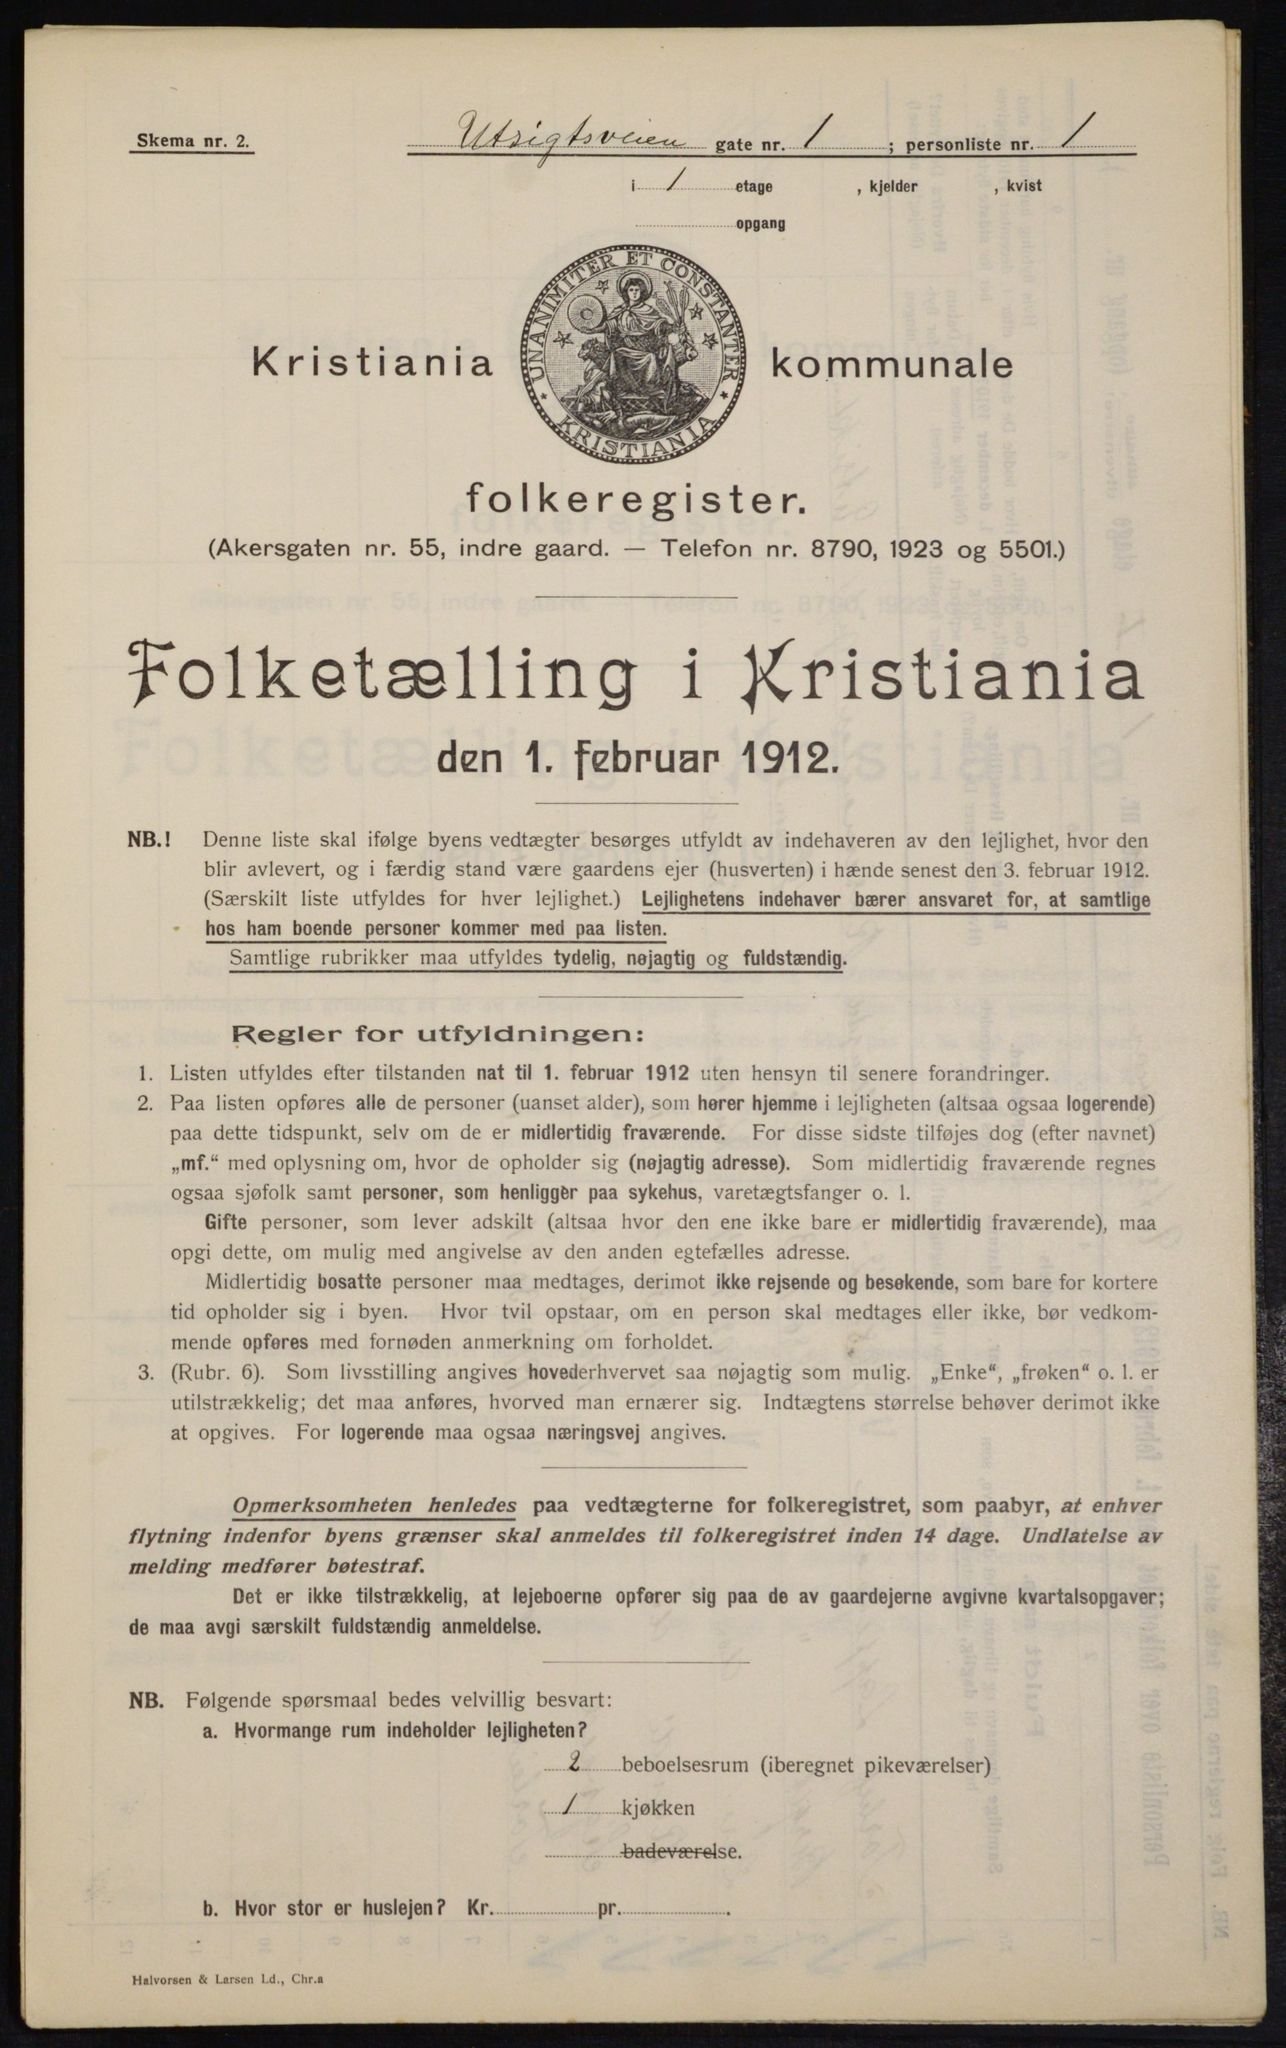 Skema nr. 2.
Utsigtsveien gate nr. 1 ; personliste nr. 1
i 1 etage , kjelder , kvist
opgang
UNANIMITER ET CONSTANTER
KRISTIANIA
Kristiania kommunale
folkeregister.
(Akersgaten nr. 55, indre gaard. — Telefon nr. 8790, 1923 og 5501.)
Folketælling i Kristiania
den 1. februar 1912.
NB.! Denne liste skal ifølge byens vedtægter besørges utfyldt av indehaveren av den lejlighet, hvor den
blir avlevert, og i færdig stand være gaardens ejer (husverten) i hænde senest den 3. februar 1912.
(Særskilt liste utfyldes for hver lejlighet.) Lejlighetens indehaver bærer ansvaret for, at samtlige
hos ham boende personer kommer med paa listen.
Samtlige rubrikker maa utfyldes tydelig, nøjagtig og fuldstændig.
Regler for utfyldningen:
1. Listen utfyldes efter tilstanden nat til 1. februar 1912 uten hensyn til senere forandringer.
2. Paa listen opføres alle de personer (uanset alder), som hører hjemme i lejligheten (altsaa ogsaa logerende)
paa dette tidspunkt, selv om de er midlertidig fraværende. For disse sidste tilføjes dog (efter navnet)
„mf.“ med oplysning om, hvor de opholder sig (nøjagtig adresse). Som midlertidig fraværende regnes
ogsaa sjøfolk samt personer, som henligger paa sykehus, varetægtsfanger o. l.
Gifte personer, som lever adskilt (altsaa hvor den ene ikke bare er midlertidig fraværende), maa
opgi dette, om mulig med angivelse av den anden egtefælles adresse.
Midlertidig bosatte personer maa medtages, derimot ikke rejsende og besøkende, som bare for kortere
tid opholder sig i byen. Hvor tvil opstaar, om en person skal medtages eller ikke, bør vedkom-
mende opføres med fornøden anmerkning om forholdet.
3. (Rubr. 6). Som livsstilling angives hovederhvervet saa nøjagtig som mulig. „Enke“, „frøken“ o. l. er
utilstrækkelig; det maa anføres, hvorved man ernærer sig. Indtægtens størrelse behøver derimot ikke
at opgives. For logerende maa ogsaa næringsvej angives.
Opmerksomheten henledes paa vedtægterne for folkeregistret, som paabyr, at enhver
flytning indenfor byens grænser skal anmeldes til folkeregistret inden 14 dage. Undlatelse av
melding medfører bøtestraf.
Det er ikke tilstrækkelig, at lejeboerne opfører sig paa de av gaardejerne avgivne kvartalsopgaver;
de maa avgi særskilt fuldstændig anmeldelse.
NB. Følgende spørsmaal bedes velvillig besvart:
a. Hvormange rum indeholder lejligheten?
2 beboelsesrum (iberegnet pikeværelser)
1 kjøkken
badeværelse.
b. Hvor stor er huslejen? Kr. pr. .
Halvorsen & Larsen Ld., Chr.a